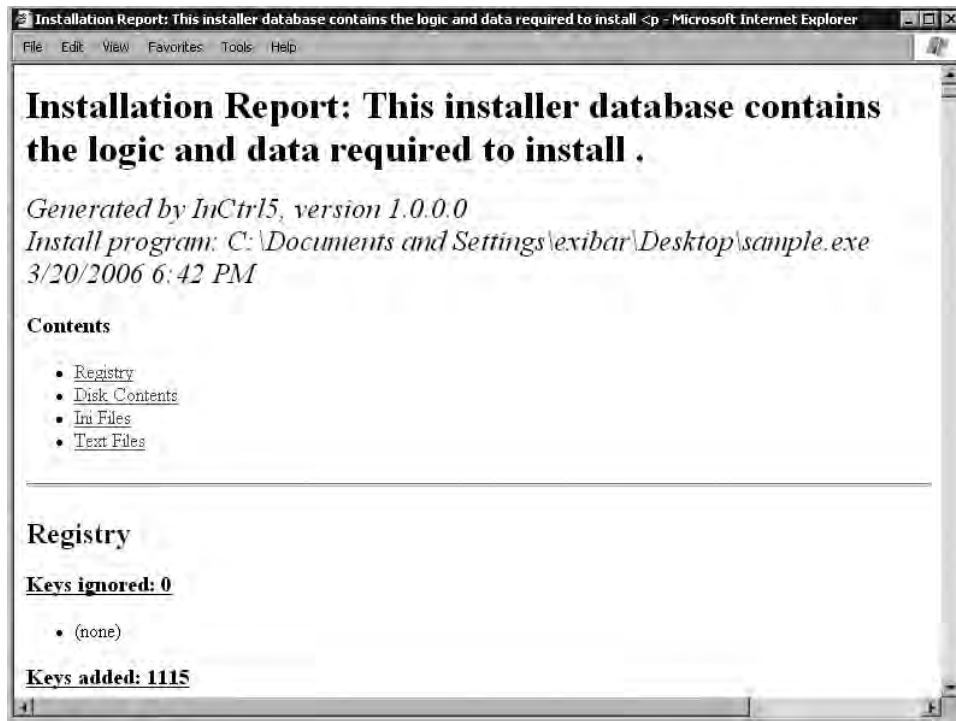 Installation Report: This installer database contains the logic and data required to install <p - Microsoft Internet Explorer
File Edit View Favorites Tools Help
Installation Report: This installer database contains
the logic and data required to install .
Generated by InCtrl5, version 1.0.0.0
Install program: C:\Documents and Settings\exibar\Desktop\sample.exe
3/20/2006 6:42 PM
Contents
• Registry
• Disk Contents
• Ini Files
• Text Files
Registry
Keys ignored: 0
• (none)
Keys added: 1115